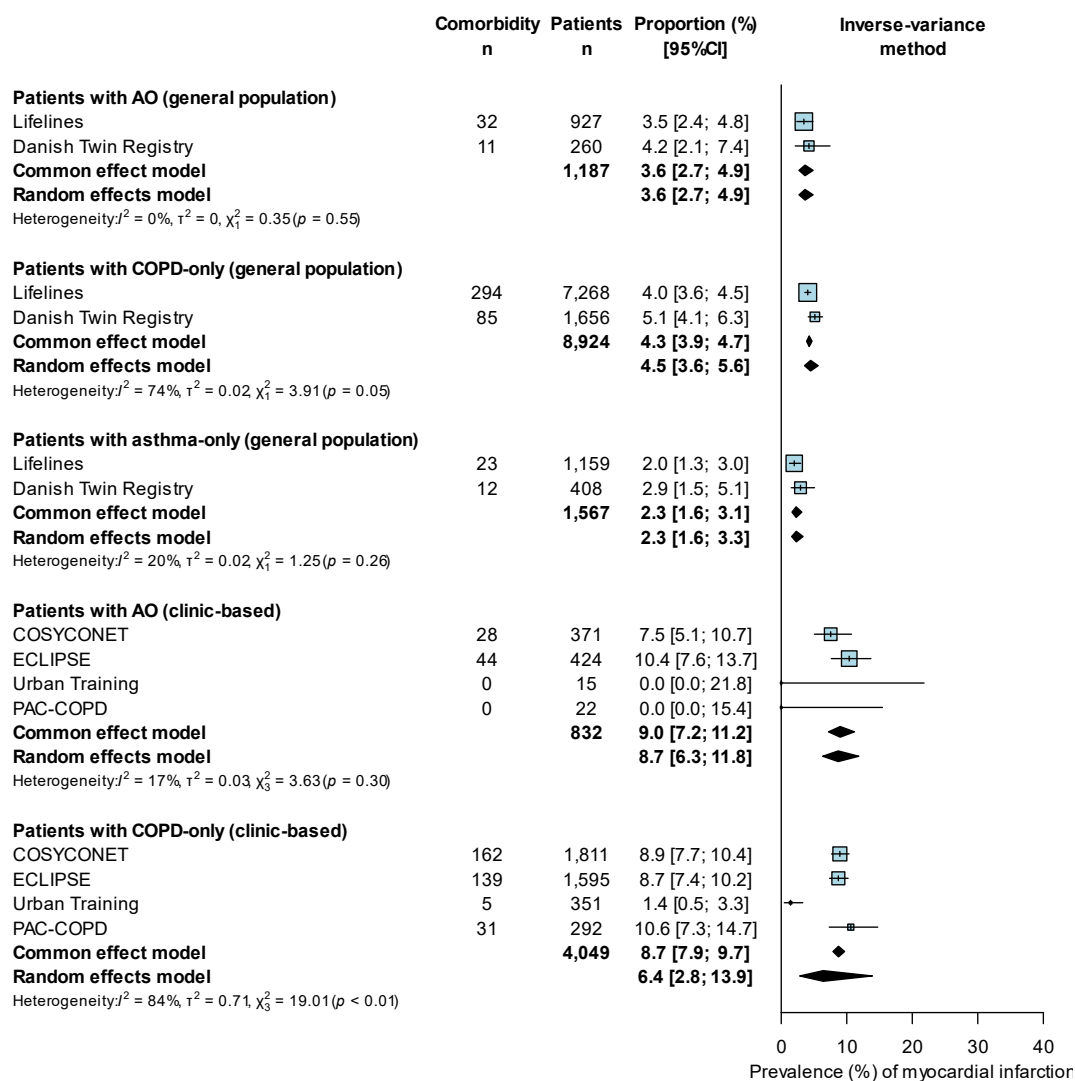 Comorbidity Patients Proportion (%) Inverse-variance
n n [95%CI] method
Patients with AO (general population)
Lifelines 32 927 3.5 [2.4; 4.8]
Danish Twin Registry 11 260 4.2 [2.1; 7.4]
Common effect model 1,187 3.6 [2.7; 4.9]
Random effects model 3.6 [2.7; 4.9]
Heterogeneity: I² = 0%, τ² = 0, χ²₁ = 0.35 (p = 0.55)
Patients with COPD-only (general population)
Lifelines 294 7,268 4.0 [3.6; 4.5]
Danish Twin Registry 85 1,656 5.1 [4.1; 6.3]
Common effect model 8,924 4.3 [3.9; 4.7]
Random effects model 4.5 [3.6; 5.6]
Heterogeneity: I² = 74%, τ² = 0.02, χ²₁ = 3.91 (p = 0.05)
Patients with asthma-only (general population)
Lifelines 23 1,159 2.0 [1.3; 3.0]
Danish Twin Registry 12 408 2.9 [1.5; 5.1]
Common effect model 1,567 2.3 [1.6; 3.1]
Random effects model 2.3 [1.6; 3.3]
Heterogeneity: I² = 20%, τ² = 0.02, χ²₁ = 1.25 (p = 0.26)
Patients with AO (clinic-based)
COSYCONET 28 371 7.5 [5.1; 10.7]
ECLIPSE 44 424 10.4 [7.6; 13.7]
Urban Training 0 15 0.0 [0.0; 21.8]
PAC-COPD 0 22 0.0 [0.0; 15.4]
Common effect model 832 9.0 [7.2; 11.2]
Random effects model 8.7 [6.3; 11.8]
Heterogeneity: I² = 17%, τ² = 0.03, χ²₃ = 3.63 (p = 0.30)
Patients with COPD-only (clinic-based)
COSYCONET 162 1,811 8.9 [7.7; 10.4]
ECLIPSE 139 1,595 8.7 [7.4; 10.2]
Urban Training 5 351 1.4 [0.5; 3.3]
PAC-COPD 31 292 10.6 [7.3; 14.7]
Common effect model 4,049 8.7 [7.9; 9.7]
Random effects model 6.4 [2.8; 13.9]
Heterogeneity: I² = 84%, τ² = 0.71, χ²₃ = 19.01 (p < 0.01)
0 10 20 30 40
Prevalence (%) of myocardial infarction